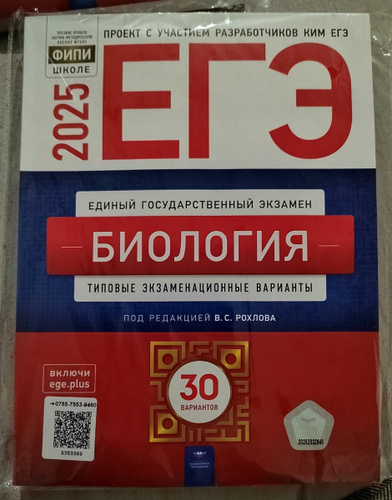 ПРОЕКТ С УЧАСТИЕМ РАЗРАБОТЧИКОВ КИМ ЕГЭ
ФИПИ
ШКОЛЕ
2025
ЕГЭ
ЕДИНЫЙ ГОСУДАРСТВЕННЫЙ ЭКЗАМЕН
БИОЛОГИЯ
ТИПОВЫЕ ЭКЗАМЕНАЦИОННЫЕ ВАРИАНТЫ
ПОД РЕДАКЦИЕЙ В.С. РОХЛОВА
ВКЛЮЧИ
ege.plus
30
ВАРИАНТОВ